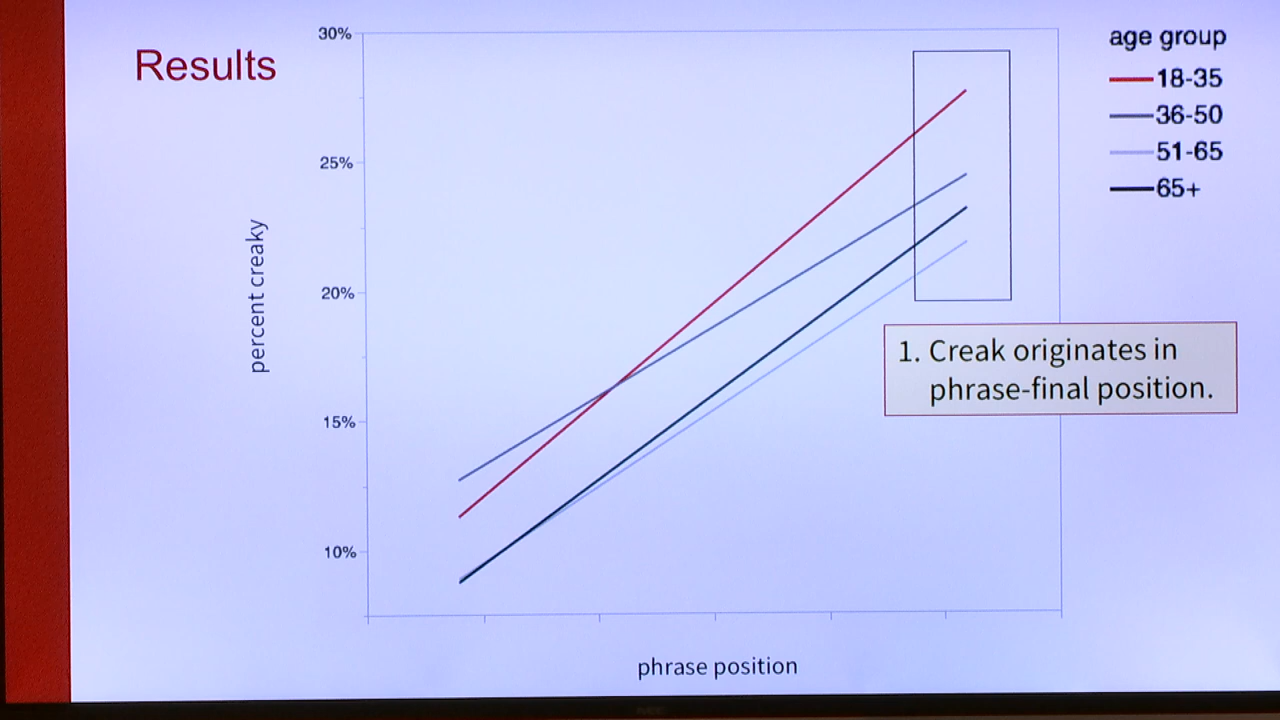 Results
30%
25%
20%
15%
10%
percent creaky
phrase position
age group
18-35
36-50
51-65
65+
1. Creak originates in
phrase-final position.